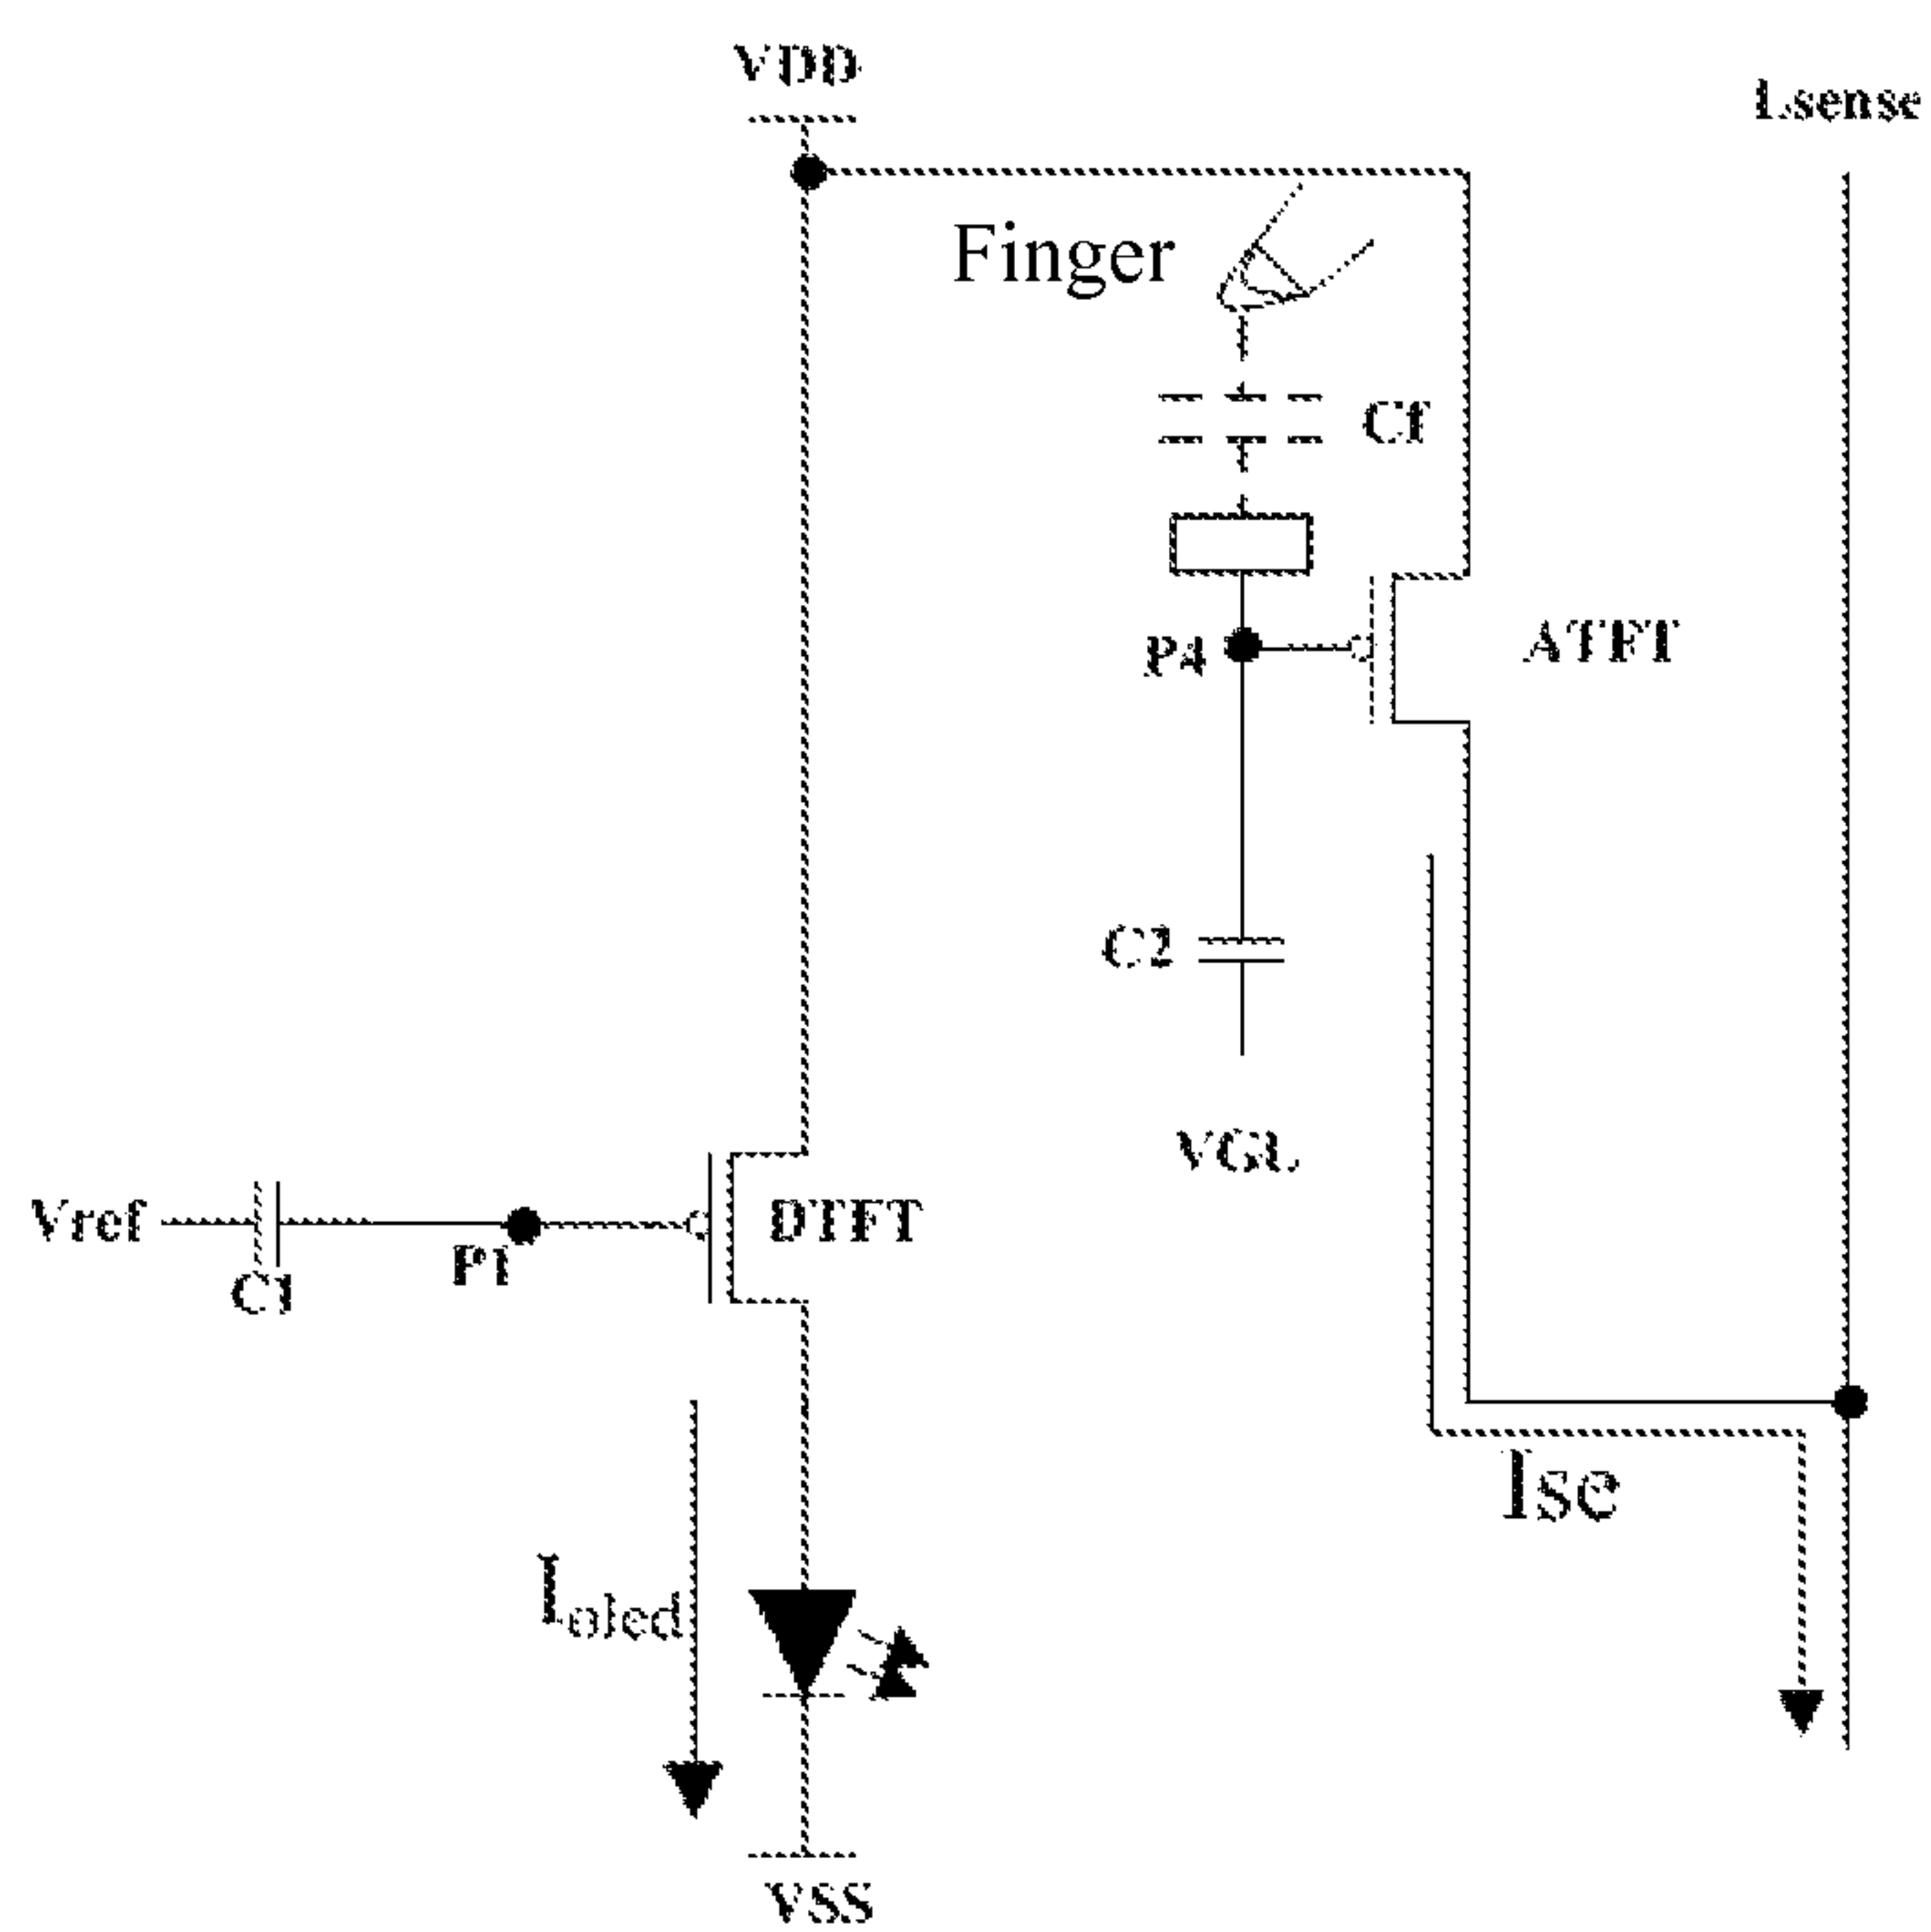 VDD
Lsense
Finger
Cf
P4
ATFT
C2
VGL
Vref
DTFT
P1
C1
Ise
Ioled
VSS